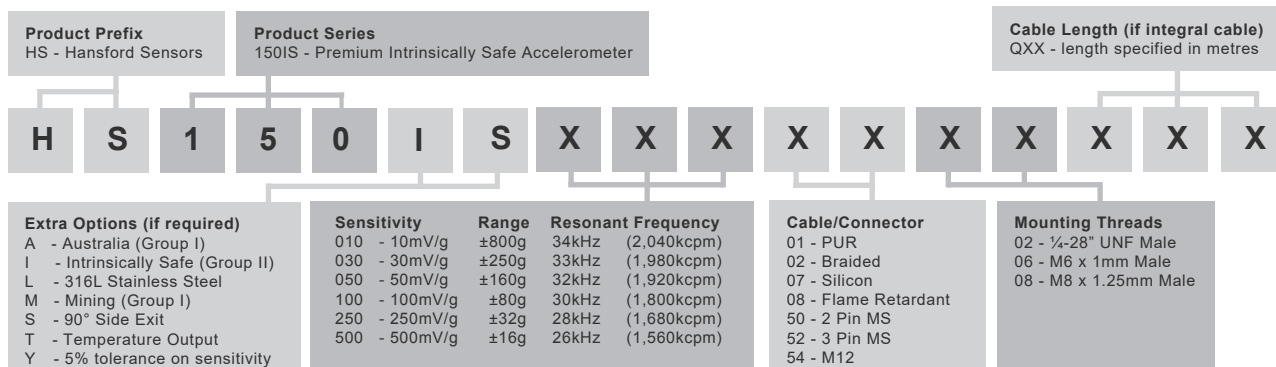 Product Prefix
HS - Hansford Sensors
Product Series
150IS - Premium Intrinsically Safe Accelerometer
Cable Length (if integral cable)
QXX - length specified in metres
H S 1 5 0 I S X X X X X X X X X X
Extra Options (if required)
A - Australia (Group I)
I - Intrinsically Safe (Group II)
L - 316L Stainless Steel
M - Mining (Group I)
S - 90° Side Exit
T - Temperature Output
Y - 5% tolerance on sensitivity
Sensitivity Range Resonant Frequency
010 - 10mV/g ±800g 34kHz (2,040kcpm)
030 - 30mV/g ±250g 33kHz (1,980kcpm)
050 - 50mV/g ±160g 32kHz (1,920kcpm)
100 - 100mV/g ±80g 30kHz (1,800kcpm)
250 - 250mV/g ±32g 28kHz (1,680kcpm)
500 - 500mV/g ±16g 26kHz (1,560kcpm)
Cable/Connector
01 - PUR
02 - Braided
07 - Silicon
08 - Flame Retardant
50 - 2 Pin MS
52 - 3 Pin MS
54 - M12
Mounting Threads
02 - ¼-28" UNF Male
06 - M6 x 1mm Male
08 - M8 x 1.25mm Male